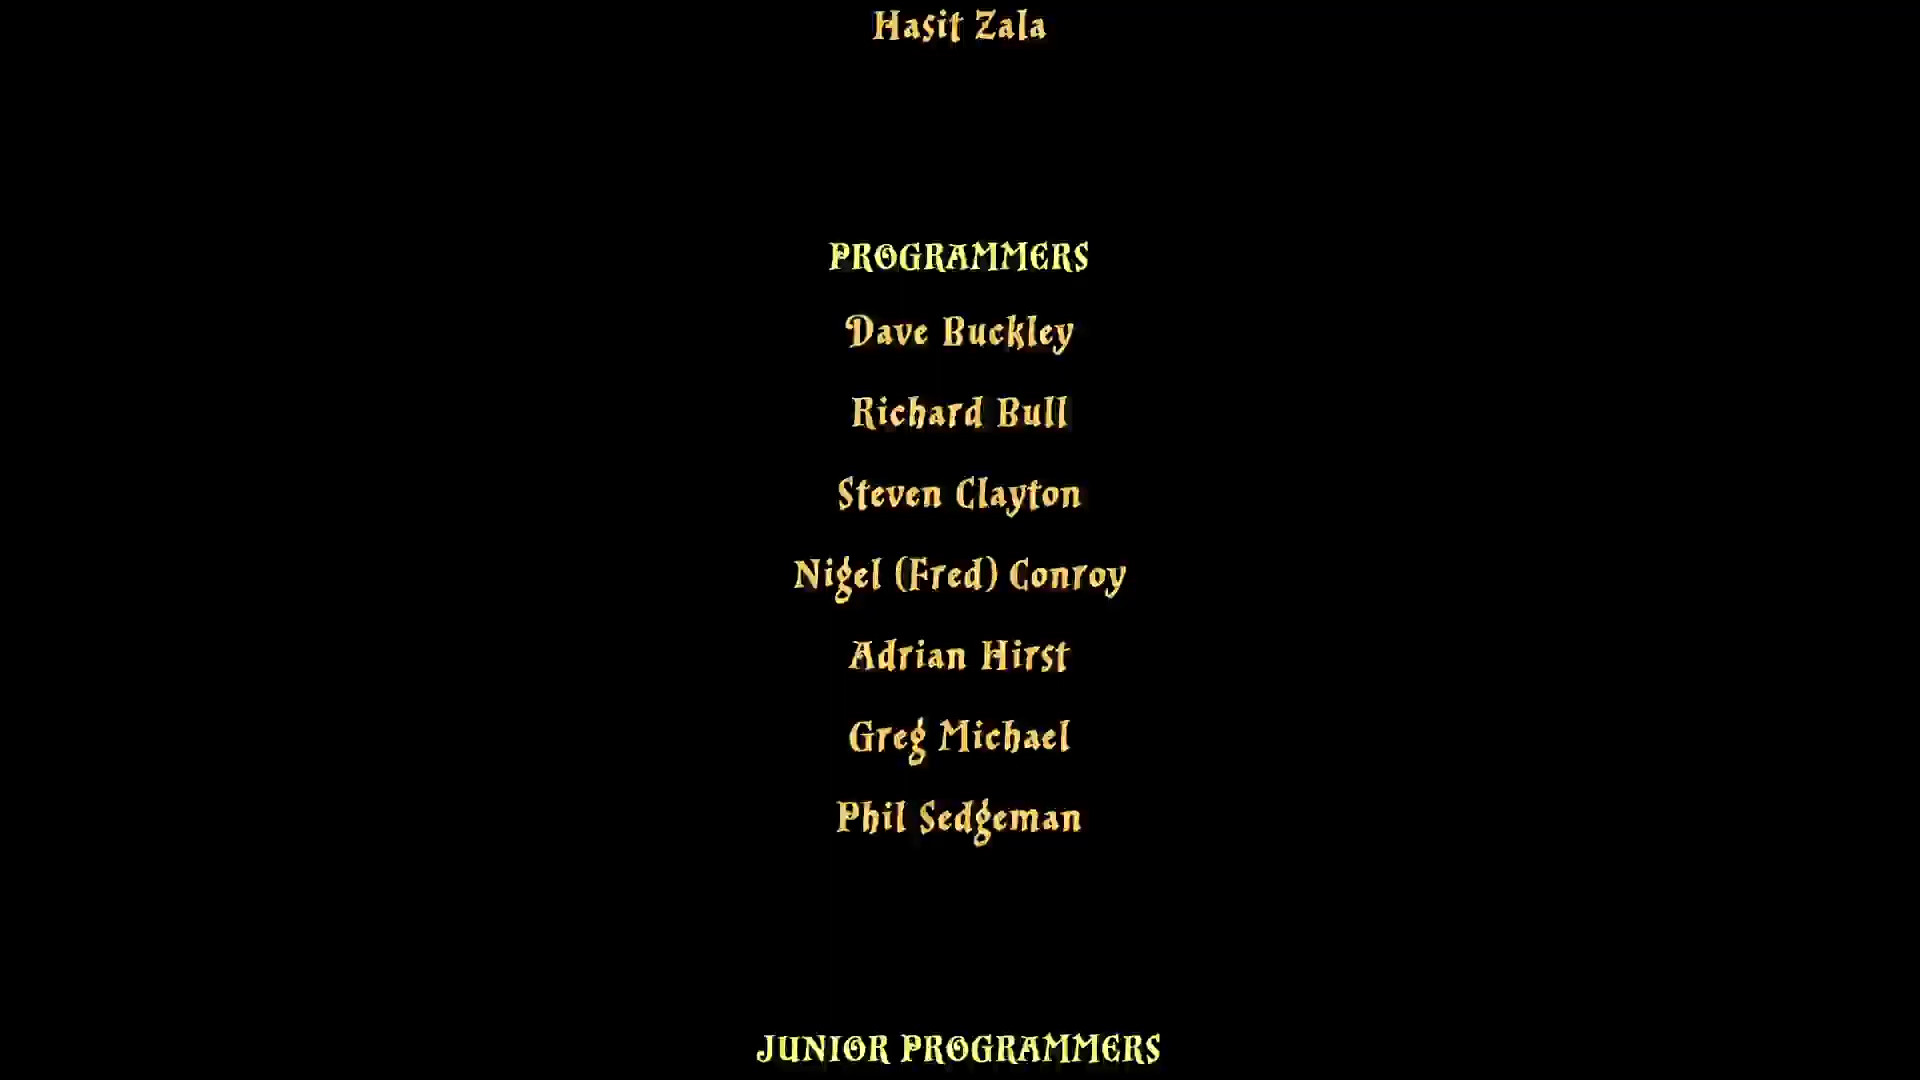 Hasit Zala
PROGRAMMERS
Dave Buckley
Richard Bull
Steven Clayton
Nigel (Fred) Conroy
Adrian Hirst
Greg Michael
Phil Sedgeman
JUNIOR PROGRAMMERS